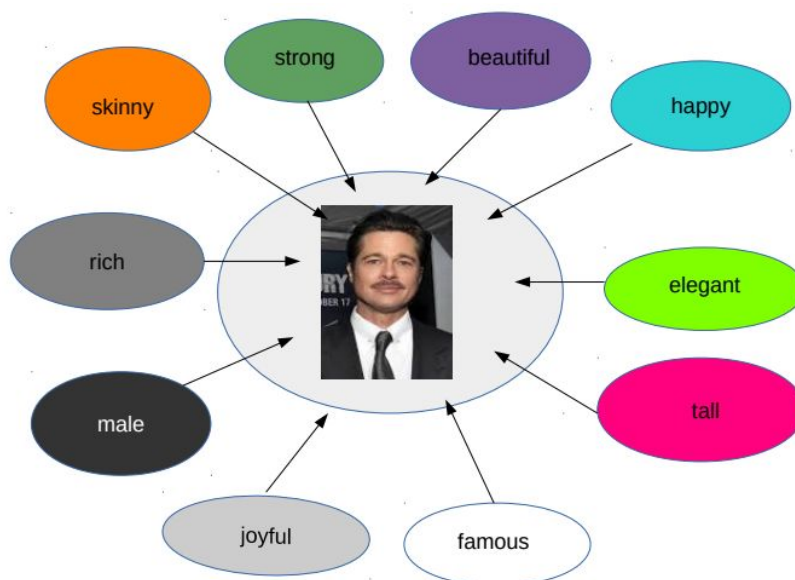 strong
beautiful
skinny
happy
rich
elegant
male
tall
joyful
famous